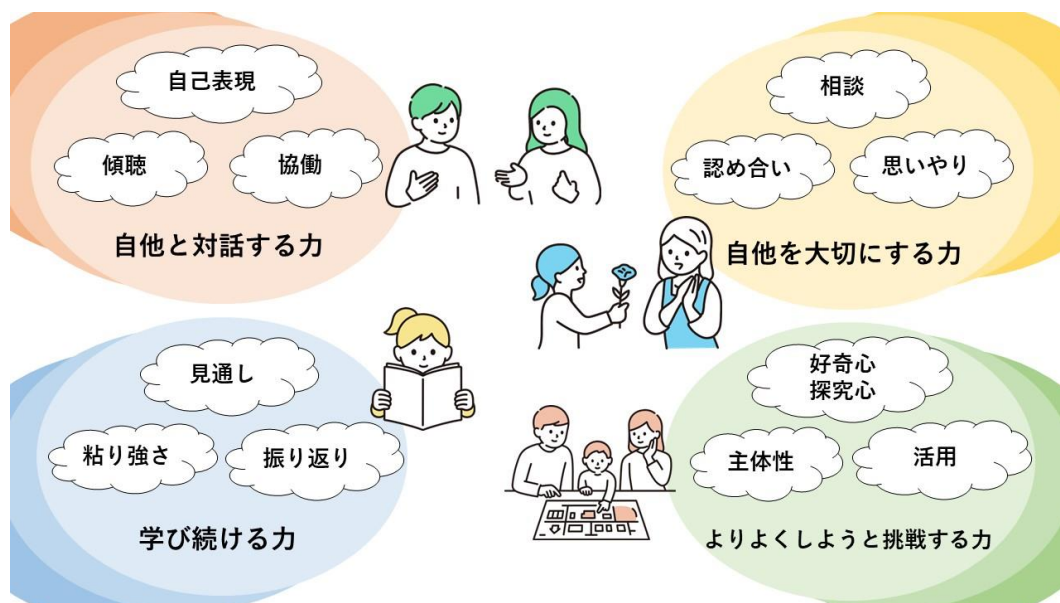 自己表現
傾聴
協働
自他と対話する力
相談
認め合い
思いやり
自他を大切にする力
見通し
粘り強さ
振り返り
学び続ける力
好奇心
探究心
主体性
活用
よりよくしようと挑戦する力